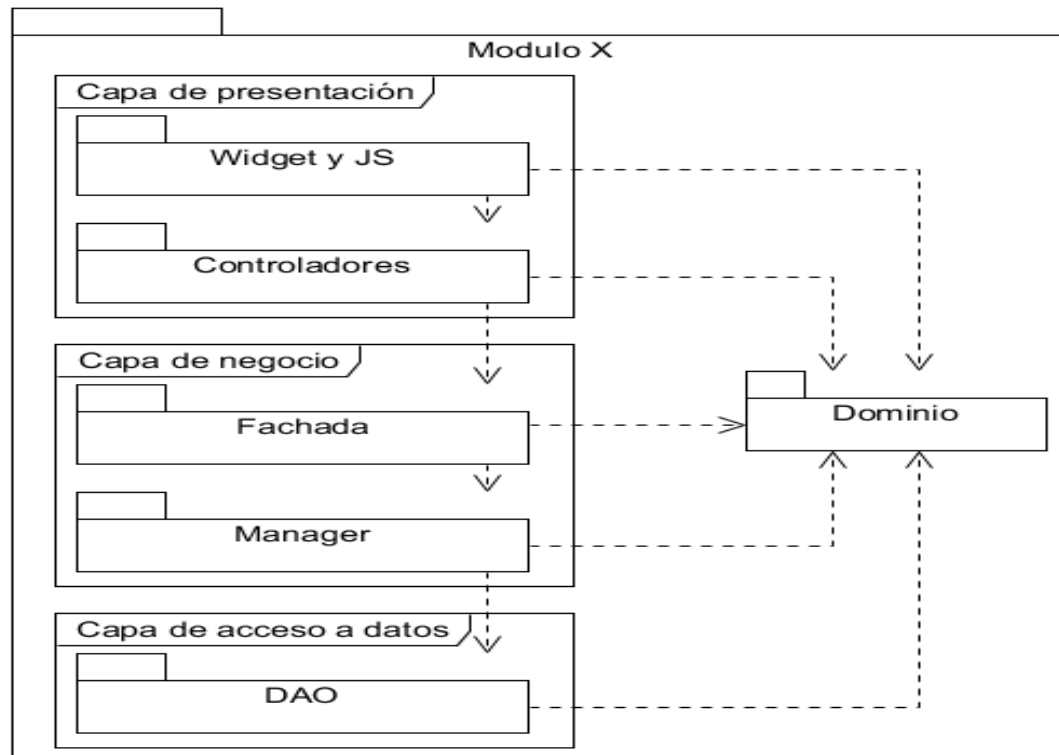 Modulo X
Capa de presentación
Widget y JS
Controladores
Capa de negocio
Fachada
Dominio
Manager
Capa de acceso a datos
DAO